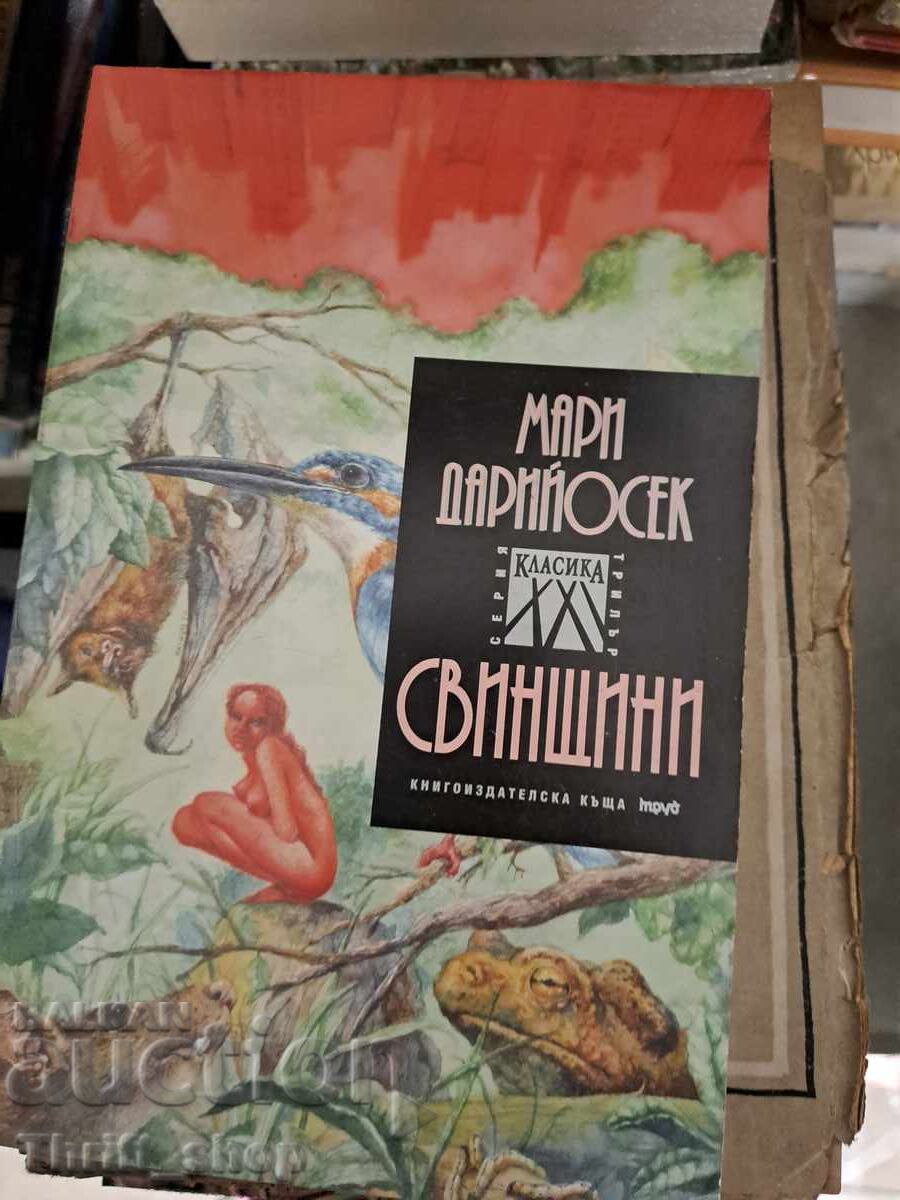 МАРИ
ДАРИЙОСЕК
СЕРИЯ
КЛАСИКА
XXI
ТРИЛЪР
СВИНЩИНИ
КНИГОИЗДАТЕЛСКА КЪЩА труд
BALKAN
auction
Thrift_shop